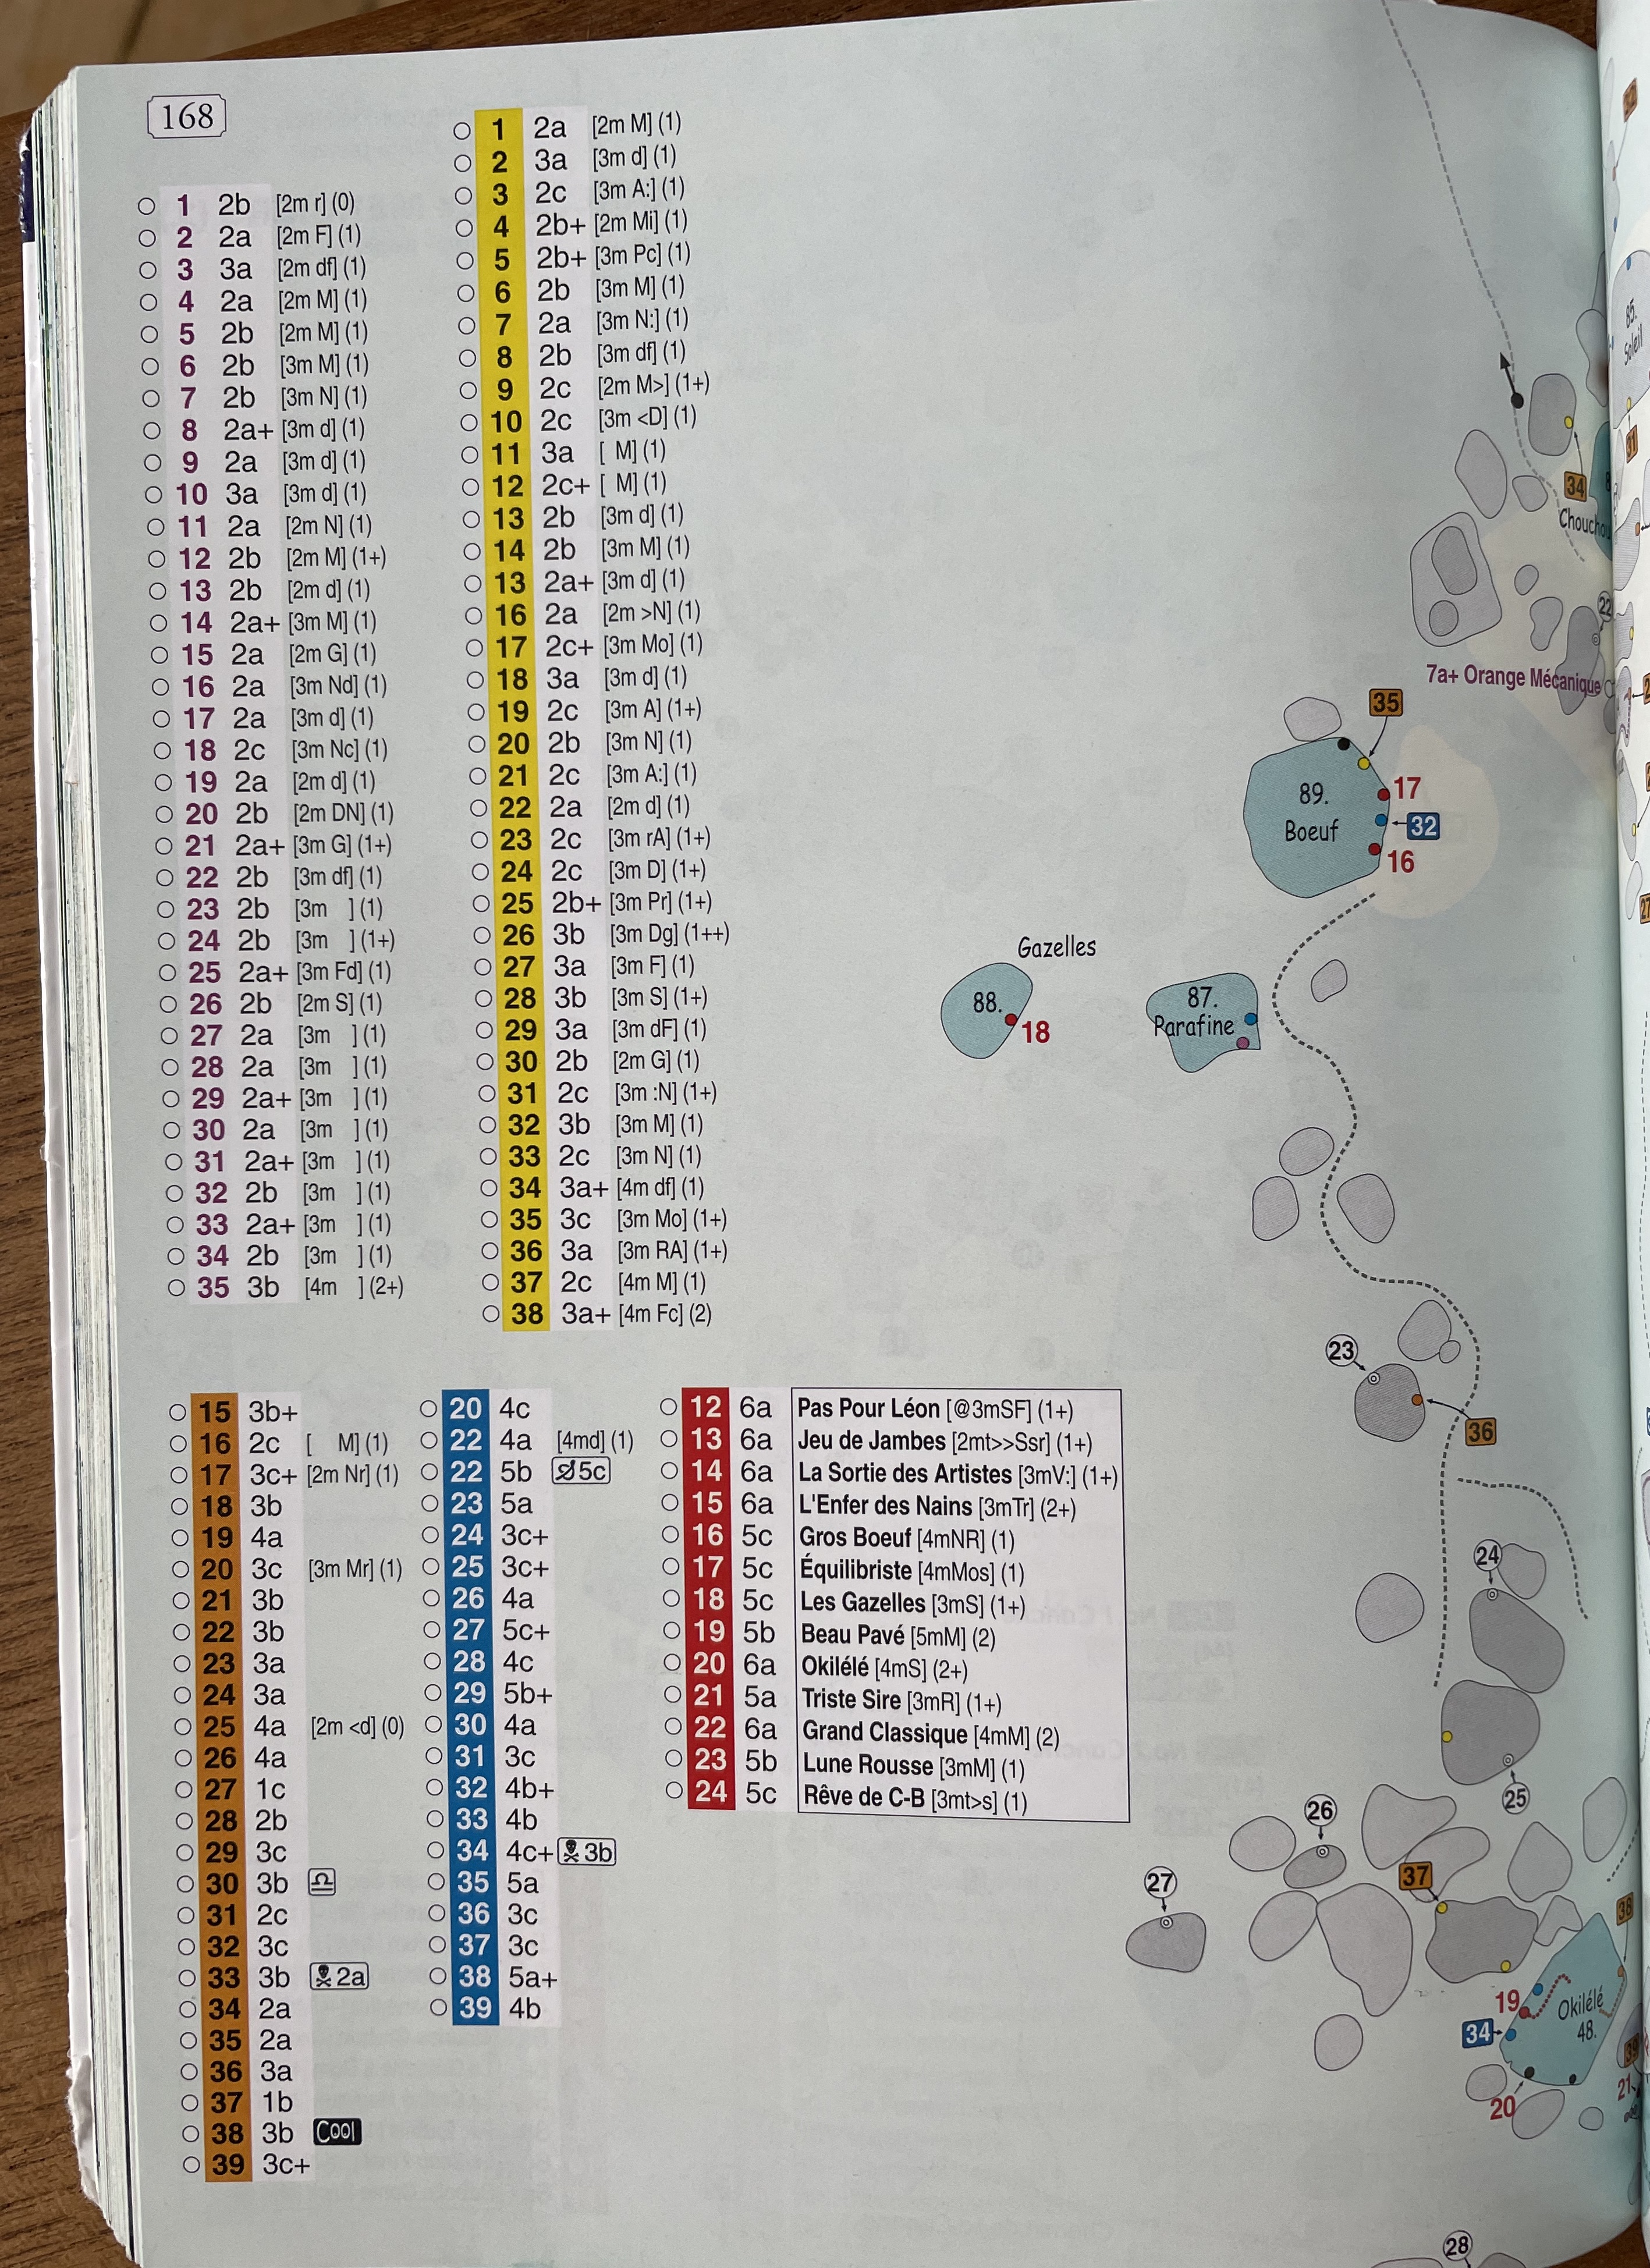 168
1 2b [2m r] (0)
2 2a [2m F] (1)
3 3a [2m df] (1)
4 2a [2m M] (1)
5 2b [2m M] (1)
6 2b [3m M] (1)
7 2b [3m N] (1)
8 2a+ [3m d] (1)
9 2a [3m d] (1)
10 3a [3m d] (1)
11 2a [2m N] (1)
12 2b [2m M] (1+)
13 2b [2m d] (1)
14 2a+ [3m M] (1)
15 2a [2m G] (1)
16 2a [3m Nd] (1)
17 2a [3m d] (1)
18 2c [3m Nc] (1)
19 2a [2m d] (1)
20 2b [2m DN] (1)
21 2a+ [3m G] (1+)
22 2b [3m df] (1)
23 2b [3m ] (1)
24 2b [3m ] (1+)
25 2a+ [3m Fd] (1)
26 2b [2m S] (1)
27 2a [3m ] (1)
28 2a [3m ] (1)
29 2a+ [3m ] (1)
30 2a [3m ] (1)
31 2a+ [3m ] (1)
32 2b [3m ] (1)
33 2a+ [3m ] (1)
34 2b [3m ] (1)
35 3b [4m ] (2+)
1 2a [2m M] (1)
2 3a [3m d] (1)
3 2c [3m A:] (1)
4 2b+ [2m Mi] (1)
5 2b+ [3m Pc] (1)
6 2b [3m M] (1)
7 2a [3m N:] (1)
8 2b [3m df] (1)
9 2c [2m M>] (1+)
10 2c [3m <D] (1)
11 3a [ M] (1)
12 2c+ [ M] (1)
13 2b [3m d] (1)
14 2b [3m M] (1)
13 2a+ [3m d] (1)
16 2a [2m >N] (1)
17 2c+ [3m Mo] (1)
18 3a [3m d] (1)
19 2c [3m A] (1+)
20 2b [3m N] (1)
21 2c [3m A:] (1)
22 2a [2m d] (1)
23 2c [3m rA] (1+)
24 2c [3m D] (1+)
25 2b+ [3m Pr] (1+)
26 3b [3m Dg] (1++)
27 3a [3m F] (1)
28 3b [3m S] (1+)
29 3a [3m dF] (1)
30 2b [2m G] (1)
31 2c [3m :N] (1+)
32 3b [3m M] (1)
33 2c [3m N] (1)
34 3a+ [4m df] (1)
35 3c [3m Mo] (1+)
36 3a [3m RA] (1+)
37 2c [4m M] (1)
38 3a+ [4m Fc] (2)
15 3b+
16 2c [ M] (1)
17 3c+ [2m Nr] (1)
18 3b
19 4a
20 3c [3m Mr] (1)
21 3b
22 3b
23 3a
24 3a
25 4a [2m <d] (0)
26 4a
27 1c
28 2b
29 3c
30 3b ♎
31 2c
32 3c
33 3b ☠2a
34 2a
35 2a
36 3a
37 1b
38 3b Cool
39 3c+
20 4c
22 4a [4md] (1)
22 5b 5c
23 5a
24 3c+
25 3c+
26 4a
27 5c+
28 4c
29 5b+
30 4a
31 3c
32 4b+
33 4b
34 4c+ ☠3b
35 5a
36 3c
37 3c
38 5a+
39 4b
12 6a Pas Pour Léon [@3mSF] (1+)
13 6a Jeu de Jambes [2mt>>Ssr] (1+)
14 6a La Sortie des Artistes [3mV:] (1+)
15 6a L'Enfer des Nains [3mTr] (2+)
16 5c Gros Boeuf [4mNR] (1)
17 5c Équilibriste [4mMos] (1)
18 5c Les Gazelles [3mS] (1+)
19 5b Beau Pavé [5mM] (2)
20 6a Okilélé [4mS] (2+)
21 5a Triste Sire [3mR] (1+)
22 6a Grand Classique [4mM] (2)
23 5b Lune Rousse [3mM] (1)
24 5c Rêve de C-B [3mt>s] (1)
85.
Soleil
31
34
Chouchou
22
7a+ Orange Mécanique
35
89.
Boeuf
17
32
16
Gazelles
88.
18
87.
Parafine
27
23
36
24
25
26
37
27
38
19
Okilélé
48.
34
39
20
21
28